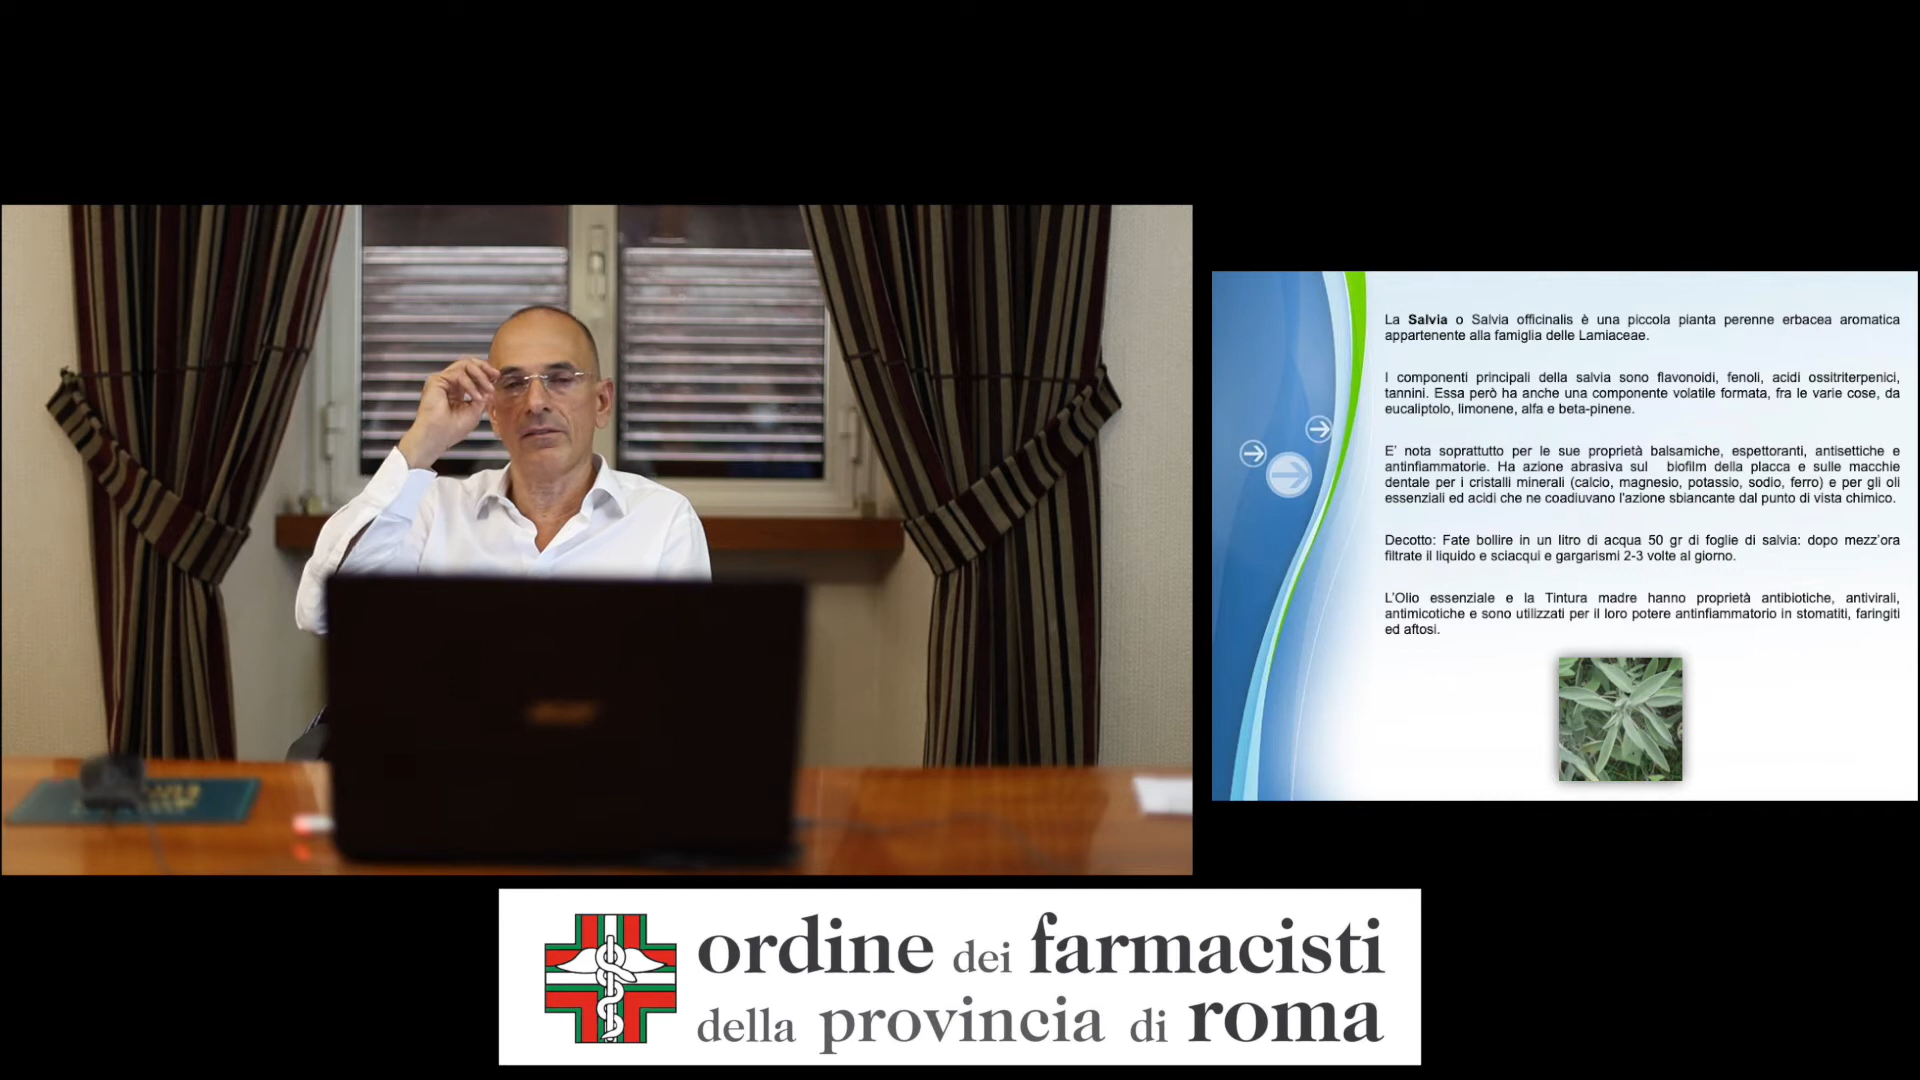 La Salvia o Salvia officinalis è una piccola pianta perenne erbacea aromatica
appartenente alla famiglia delle Lamiaceae.
I componenti principali della salvia sono flavonoidi, fenoli, acidi ossitriterpenici,
tannini. Essa però ha anche una componente volatile formata, fra le varie cose, da
eucaliptolo, limonene, alfa e beta-pinene.
E' nota soprattutto per le sue proprietà balsamiche, espettoranti, antisettiche e
antinfiammatorie. Ha azione abrasiva sul biofilm della placca e sulle macchie
dentale per i cristalli minerali (calcio, magnesio, potassio, sodio, ferro) e per gli oli
essenziali ed acidi che ne coadiuvano l'azione sbiancante dal punto di vista chimico.
Decotto: Fate bollire in un litro di acqua 50 gr di foglie di salvia: dopo mezz'ora
filtrate il liquido e sciacqui e gargarismi 2-3 volte al giorno.
L'Olio essenziale e la Tintura madre hanno proprietà antibiotiche, antivirali,
antimicotiche e sono utilizzati per il loro potere antinfiammatorio in stomatiti, faringiti
ed aftosi.
ordine dei farmacisti
della provincia di roma